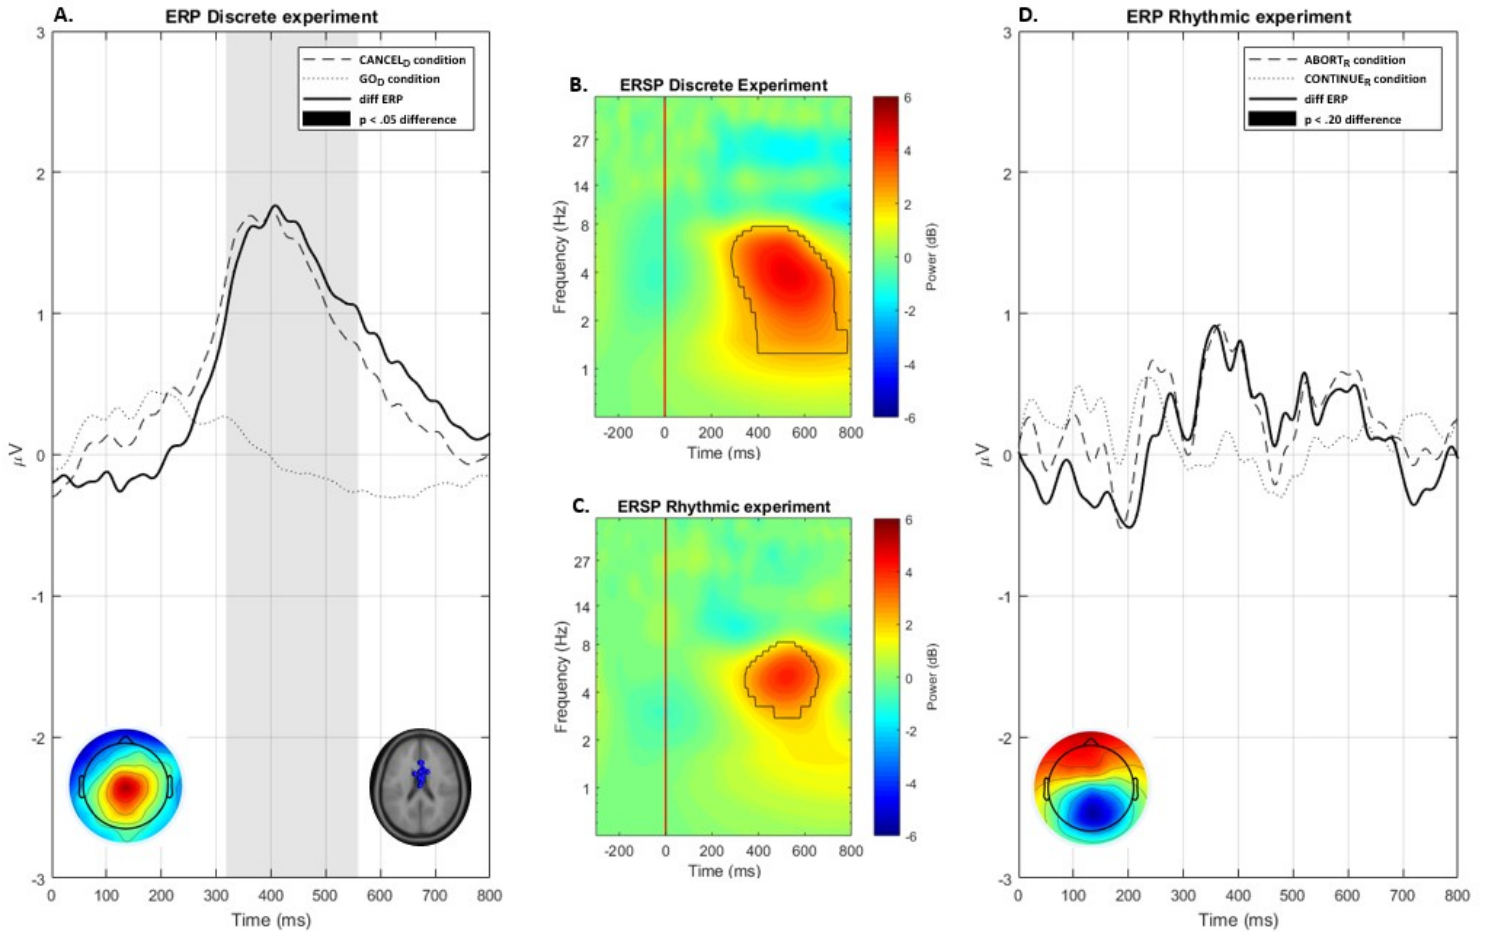 A.
ERP Discrete experiment
3
2
1
0
-1
-2
-3
μV
0 100 200 300 400 500 600 700 800
Time (ms)
CANCEL_D condition
GO_D condition
diff ERP
p < .05 difference
B.
ERSP Discrete Experiment
27
14
8
4
2
1
Frequency (Hz)
-200 0 200 400 600 800
Time (ms)
6
4
2
0
-2
-4
-6
Power (dB)
C.
ERSP Rhythmic experiment
27
14
8
4
2
1
Frequency (Hz)
-200 0 200 400 600 800
Time (ms)
6
4
2
0
-2
-4
-6
Power (dB)
D.
ERP Rhythmic experiment
3
2
1
0
-1
-2
-3
μV
0 100 200 300 400 500 600 700 800
Time (ms)
ABORT_R condition
CONTINUE_R condition
diff ERP
p < .20 difference